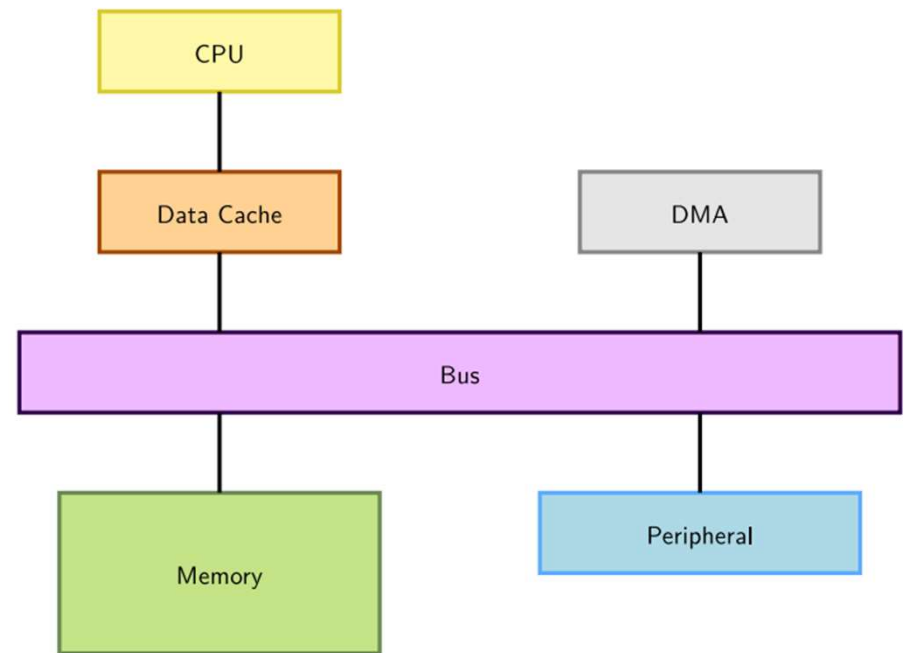 CPU
Data Cache
DMA
Bus
Memory
Peripheral